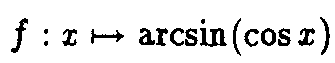 f : x ↦ arcsin(cos x)